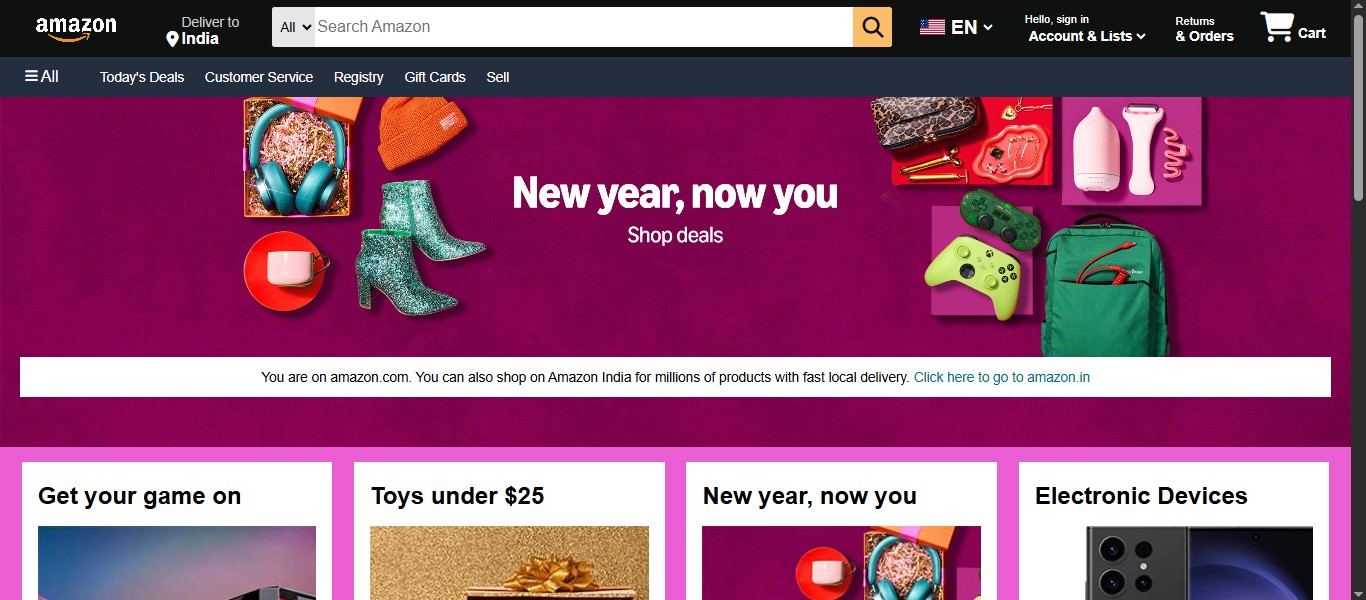 amazon
Deliver to
India
All
Search Amazon
EN
Hello, sign in
Account & Lists
Returns
& Orders
Cart
All
Today's Deals
Customer Service
Registry
Gift Cards
Sell
New year, now you
Shop deals
You are on amazon.com. You can also shop on Amazon India for millions of products with fast local delivery. Click here to go to amazon.in
Get your game on
Toys under $25
New year, now you
Electronic Devices